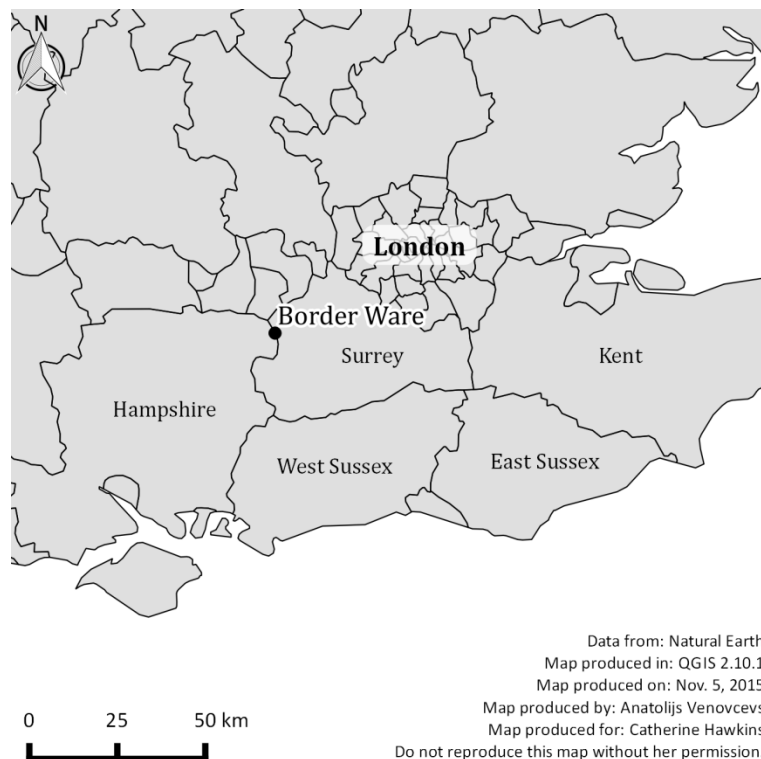 N
London
Border Ware
Surrey
Kent
Hampshire
West Sussex
East Sussex
Data from: Natural Earth
Map produced in: QGIS 2.10.1
Map produced on: Nov. 5, 2015
Map produced by: Anatolijs Venovcevs
Map produced for: Catherine Hawkins
Do not reproduce this map without her permission
0 25 50 km